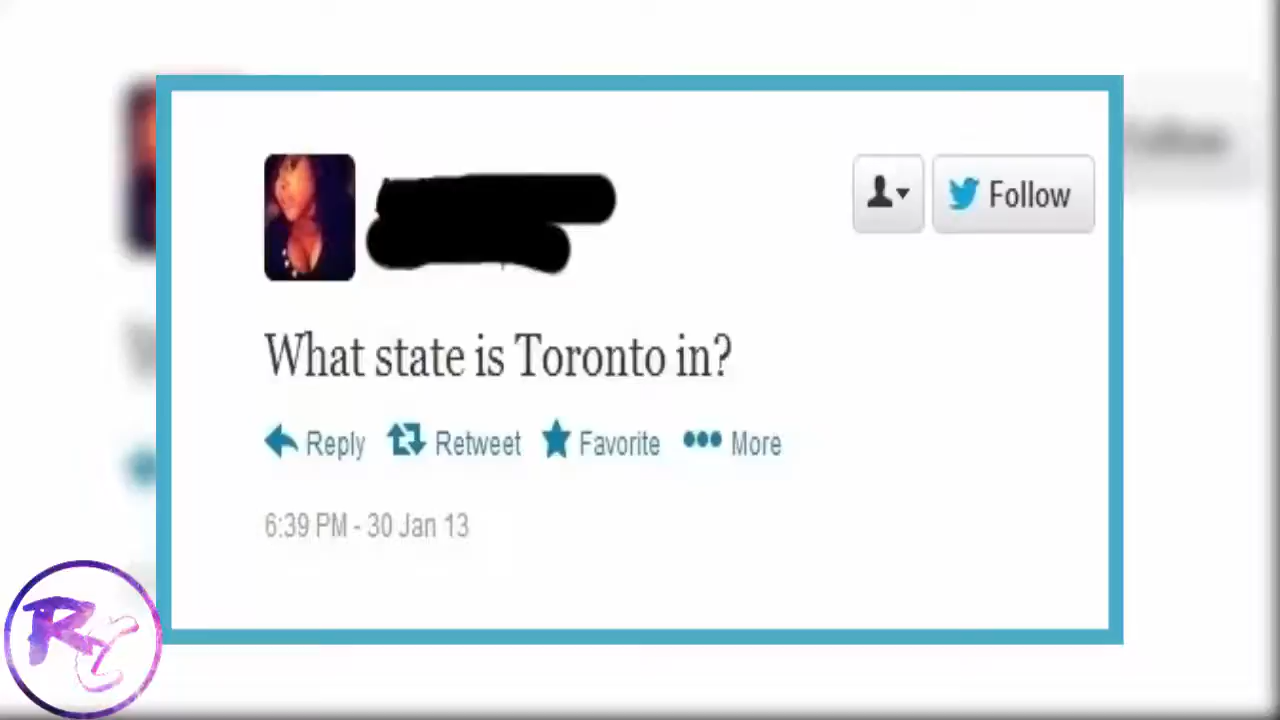 Follow
What state is Toronto in?
Reply Retweet Favorite More
6:39 PM - 30 Jan 13